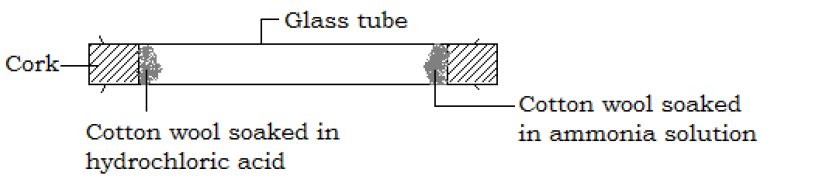 Glass tube
Cork
Cotton wool soaked in
hydrochloric acid
Cotton wool soaked
in ammonia solution